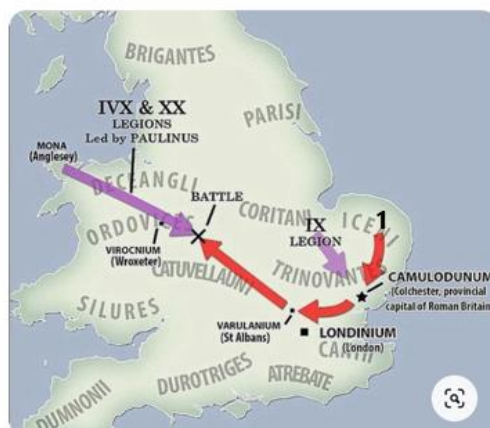 BRIGANTES
PARISI
IVX & XX
LEGIONS
Led by PAULINUS
MONA
(Anglesey)
DECEANGLI
BATTLE
CORITANI
ICENI
1
ORDOVICES
IX
LEGION
VIROCNIUM
(Wroxeter)
CATUVELLAUNI
TRINOVANTES
CAMULODUNUM
(Colchester, provincial
capital of Roman Britain)
SILURES
VARULANIUM
(St Albans)
LONDINIUM
(London)
CANTII
DUROTRIGES
ATREBATE
DUMNONII